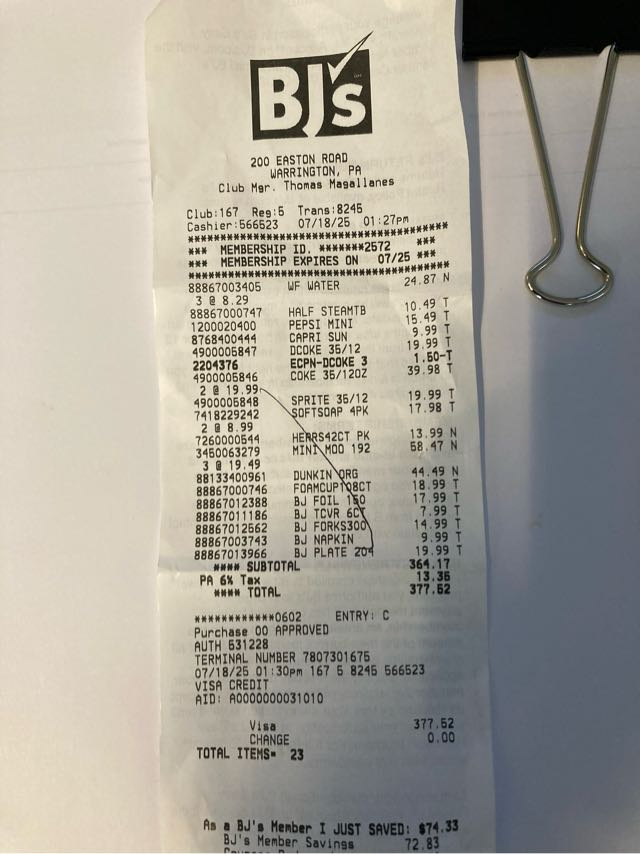 BJ's
200 EASTON ROAD
WARRINGTON, PA
Club Mgr. Thomas Magallanes
Club:167 Reg:5 Trans:8245
Cashier:566523 07/18/25 01:27pm
***************************************
*** MEMBERSHIP ID. *******2572 ***
*** MEMBERSHIP EXPIRES ON 07/25 ***
***************************************
88867003405 WF WATER 24.87 N
3 @ 8.29
88867000747 HALF STEAMTB 10.49 T
1200020400 PEPSI MINI 15.49 T
8768400444 CAPRI SUN 9.99 T
4900005847 DCOKE 35/12 19.99 T
2204376 ECPN-DCOKE 3 1.50-T
4900005846 COKE 35/12OZ 39.98 T
2 @ 19.99
4900005848 SPRITE 35/12 19.99 T
7418229242 SOFTSOAP 4PK 17.98 T
2 @ 8.99
7260000544 HERRS42CT PK 13.99 N
3450063279 MINI MOO 192 58.47 N
3 @ 19.49
88133400961 DUNKIN ORG 44.49 N
88867000746 FOAMCUP108CT 18.99 T
88867012388 BJ FOIL 150 17.99 T
88867011186 BJ TCVR 6CT 7.99 T
88867012562 BJ FORKS300 14.99 T
88867003743 BJ NAPKIN 9.99 T
88867013966 BJ PLATE 204 19.99 T
**** SUBTOTAL 364.17
PA 6% Tax 13.35
**** TOTAL 377.52
************0602 ENTRY: C
Purchase 00 APPROVED
AUTH 531228
TERMINAL NUMBER 7807301675
07/18/25 01:30pm 167 5 8245 566523
VISA CREDIT
AID: A0000000031010
Visa 377.52
CHANGE 0.00
TOTAL ITEMS= 23
As a BJ's Member I JUST SAVED: $74.33
BJ's Member Savings 72.83